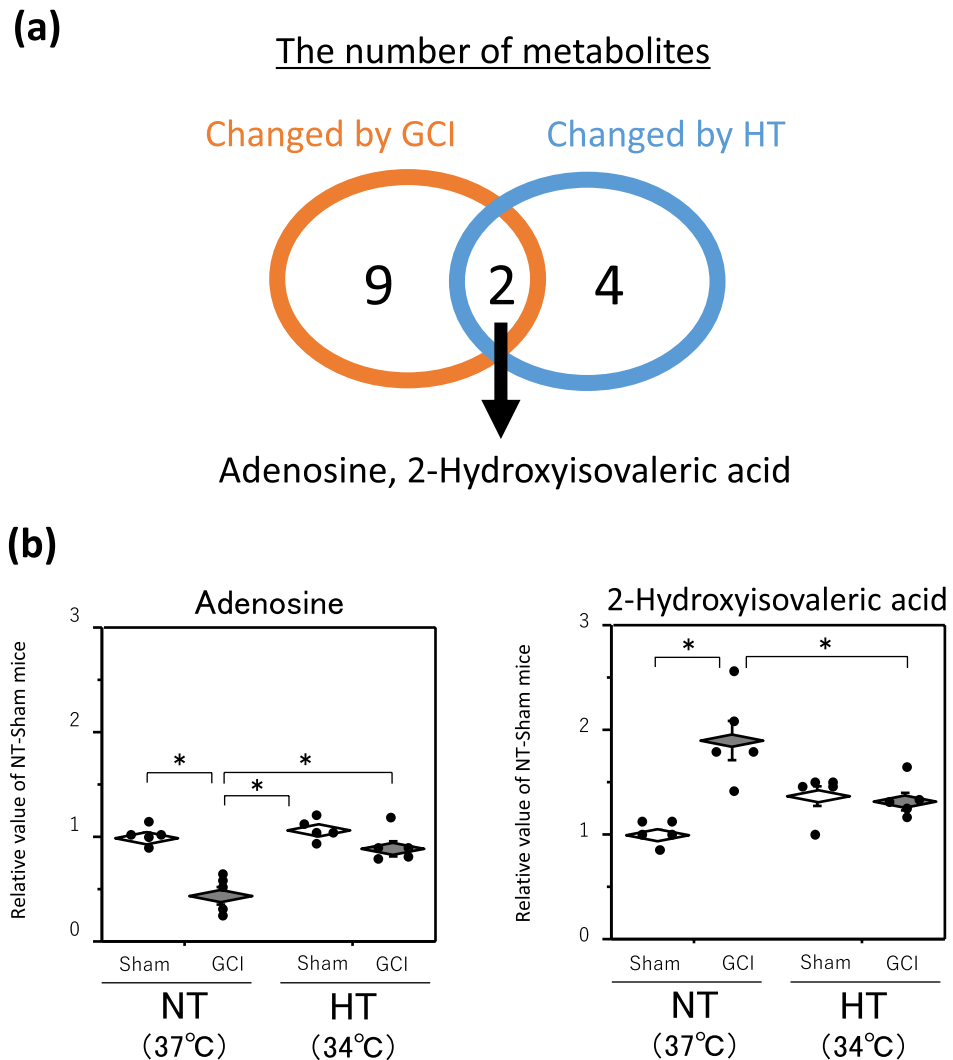 (a)
The number of metabolites
Changed by GCI
Changed by HT
9
2
4
Adenosine, 2-Hydroxyisovaleric acid
(b)
Adenosine
Relative value of NT-Sham mice
3
2
1
0
*
*
*
Sham
GCI
Sham
GCI
NT
HT
(37℃)
(34℃)
2-Hydroxyisovaleric acid
Relative value of NT-Sham mice
3
2
1
0
*
*
Sham
GCI
Sham
GCI
NT
HT
(37℃)
(34℃)